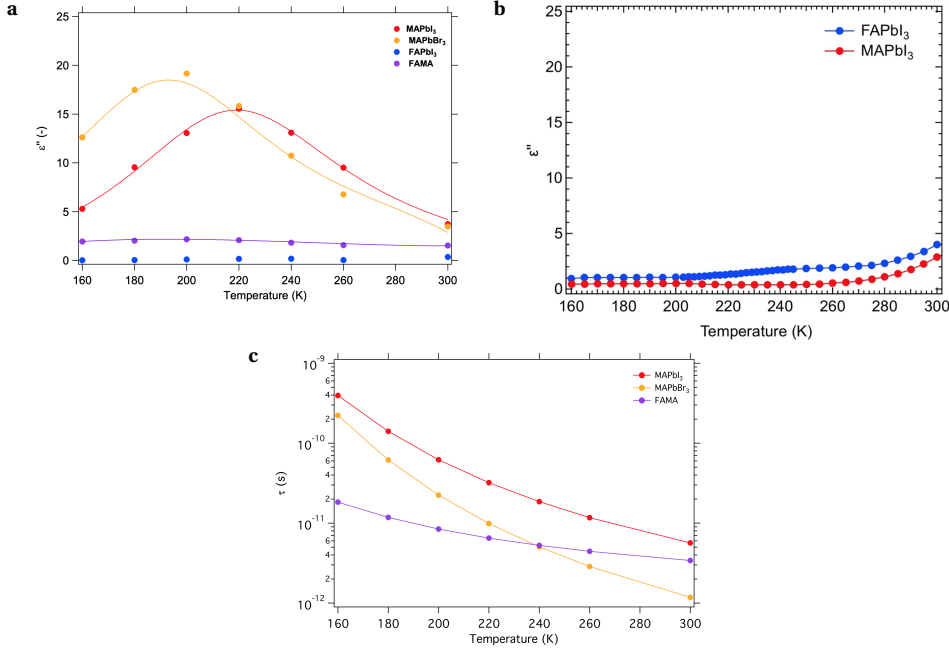 a
25
20
15
10
5
0
ε'' (-)
160
180
200
220
240
260
300
Temperature (K)
MAPbI₃
MAPbBr₃
FAPbI₃
FAMA
b
25
20
15
10
5
0
ε''
160
180
200
220
240
260
280
300
Temperature (K)
FAPbI₃
MAPbI₃
c
10⁻⁹
6
4
2
10⁻¹⁰
6
4
2
10⁻¹¹
6
4
2
10⁻¹²
τ (s)
160
180
200
220
240
260
280
300
Temperature (K)
MAPbI₃
MAPbBr₃
FAMA